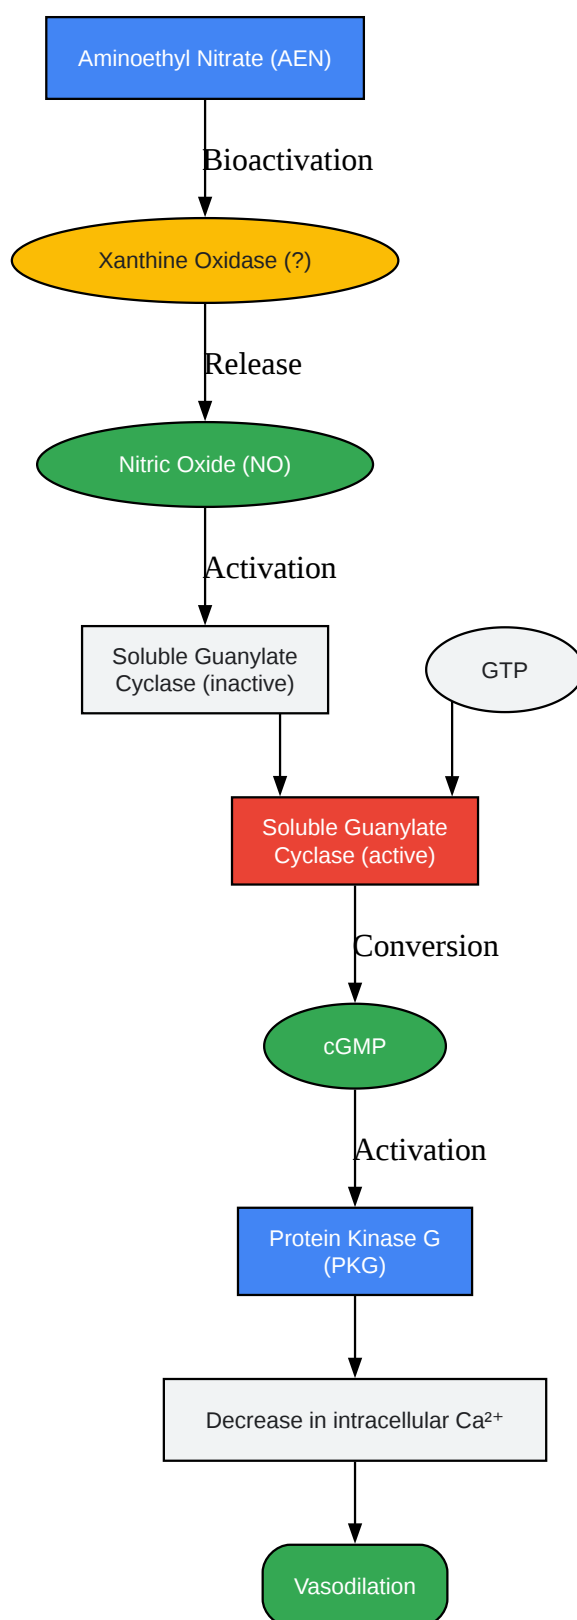 Aminoethyl Nitrate (AEN)
Bioactivation
Xanthine Oxidase (?)
Release
Nitric Oxide (NO)
Activation
Soluble Guanylate
Cyclase (inactive)
GTP
Soluble Guanylate
Cyclase (active)
Conversion
cGMP
Activation
Protein Kinase G
(PKG)
Decrease in intracellular Ca²⁺
Vasodilation